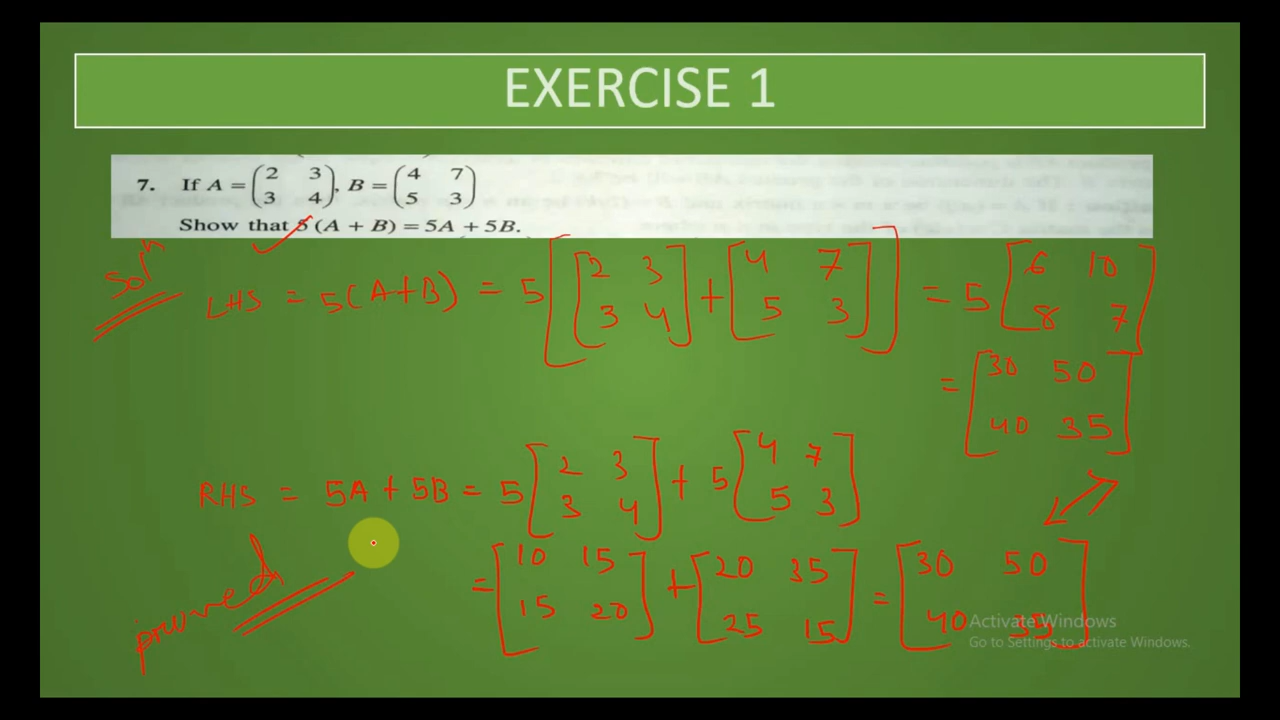 EXERCISE 1
7. If A = (2 3 3 4), B = (4 7 5 3)
Show that 5 (A + B) = 5A + 5B.
Soln
LHS = 5(A+B) = 5[[2 3 3 4] + [4 7 5 3]] = 5[6 10 8 7]
= [30 50 40 35]
RHS = 5A + 5B = 5[2 3 3 4] + 5[4 7 5 3]
= [10 15 15 20] + [20 35 25 15] = [30 50 40 35]
proved
Activate Windows
Go to Settings to activate Windows.